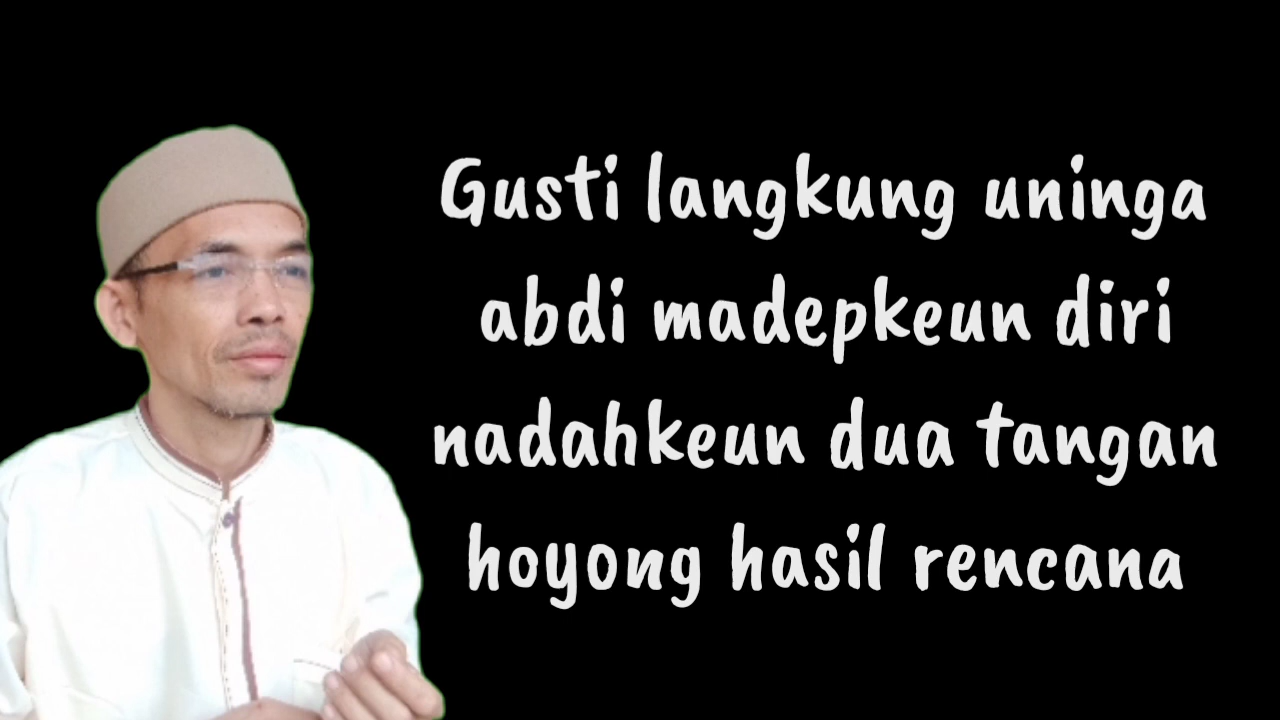 Gusti langkung uninga
abdi madepkeun diri
nadahkeun dua tangan
hoyong hasil rencana